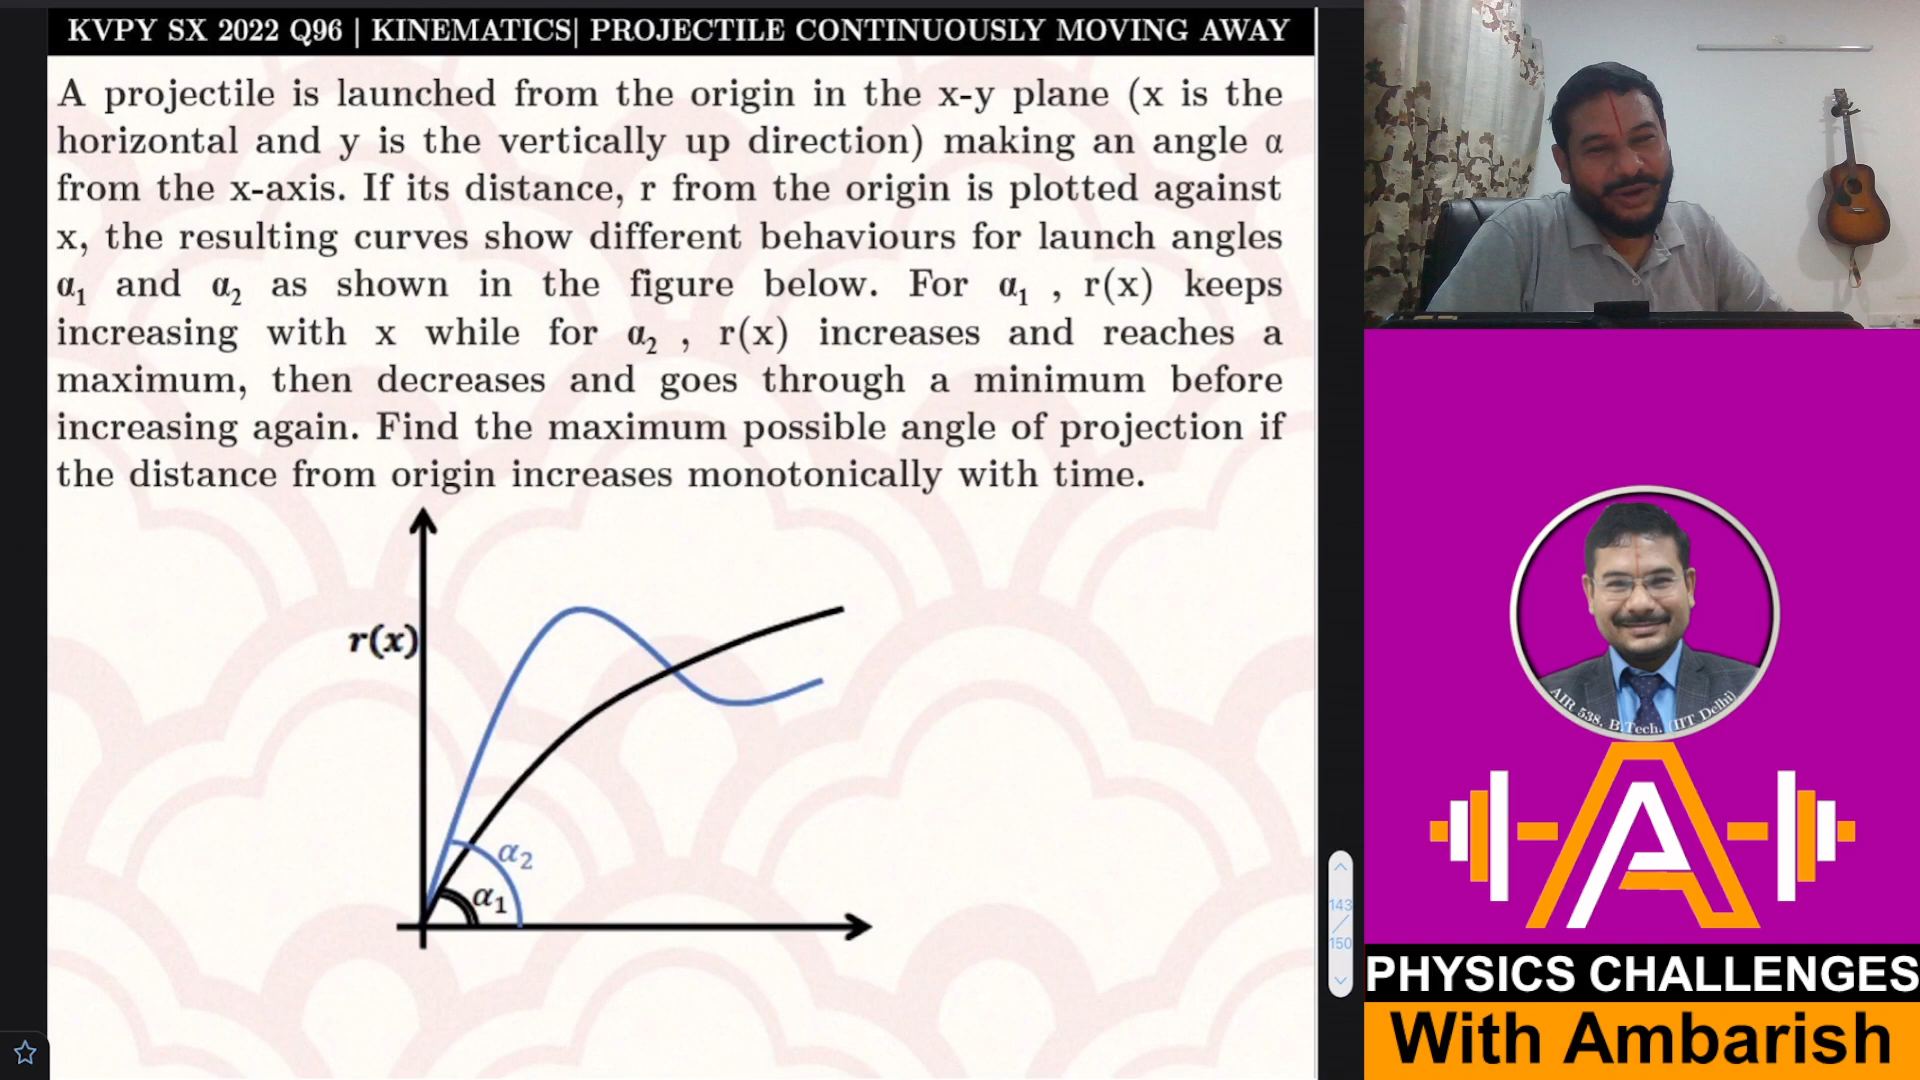 KVPY SX 2022 Q96 | KINEMATICS| PROJECTILE CONTINUOUSLY MOVING AWAY
A projectile is launched from the origin in the x-y plane (x is the
horizontal and y is the vertically up direction) making an angle α
from the x-axis. If its distance, r from the origin is plotted against
x, the resulting curves show different behaviours for launch angles
α₁ and α₂ as shown in the figure below. For α₁ , r(x) keeps
increasing with x while for α₂ , r(x) increases and reaches a
maximum, then decreases and goes through a minimum before
increasing again. Find the maximum possible angle of projection if
the distance from origin increases monotonically with time.
r(x)
α₂
α₁
143
150
AIR 538, B.Tech. (IIT Delhi)
A
PHYSICS CHALLENGES
With Ambarish